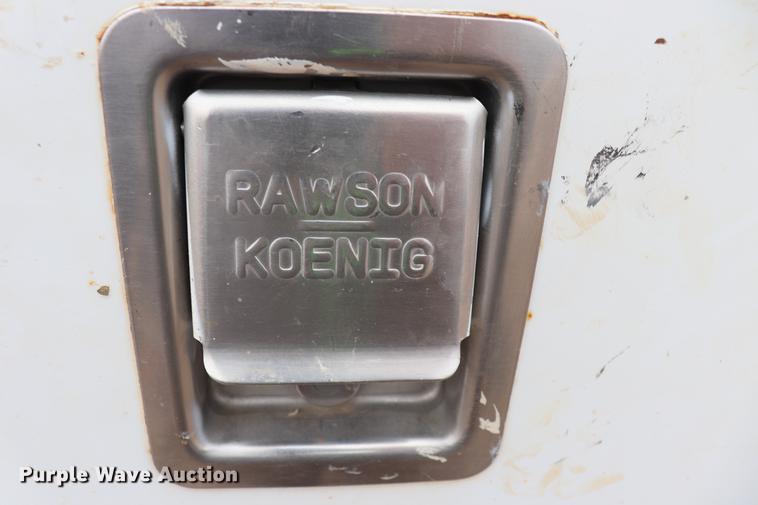 RAWSON
KOENIG
Purple Wave Auction